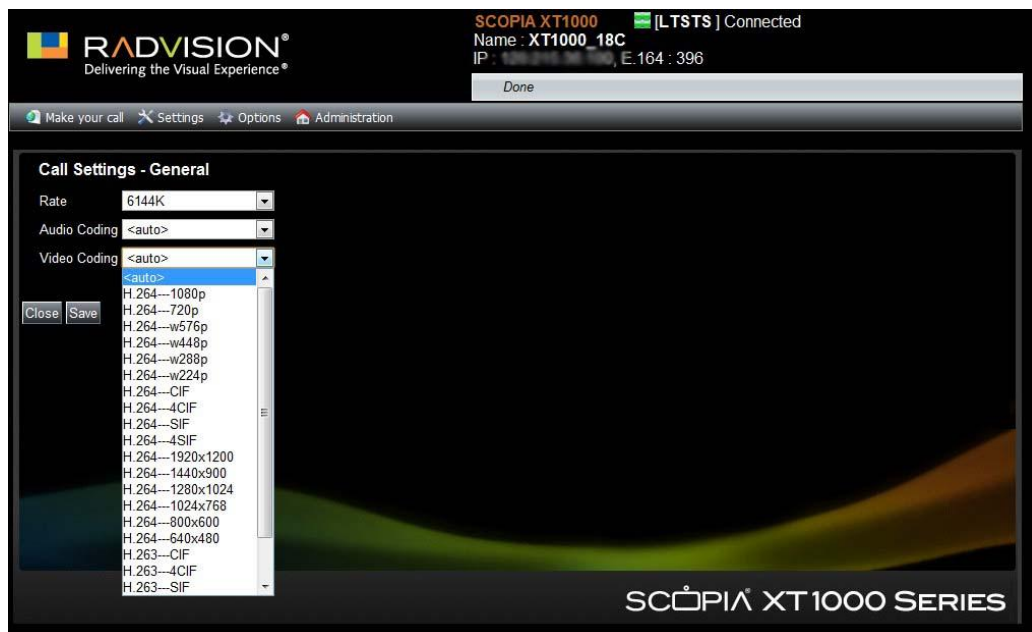 RADVISION®
Delivering the Visual Experience®
SCOPIA XT1000 [LTSTS ] Connected
Name : XT1000_18C
IP : , E.164 : 396
Done
Make your call Settings Options Administration
Call Settings - General
Rate 6144K
Audio Coding <auto>
Video Coding <auto>
<auto>
H.264---1080p
H.264---720p
H.264---w576p
H.264---w448p
H.264---w288p
H.264---w224p
H.264---CIF
H.264---4CIF
H.264---SIF
H.264---4SIF
H.264---1920x1200
H.264---1440x900
H.264---1280x1024
H.264---1024x768
H.264---800x600
H.264---640x480
H.263---CIF
H.263---4CIF
H.263---SIF
Close Save
SCOPIA XT1000 SERIES